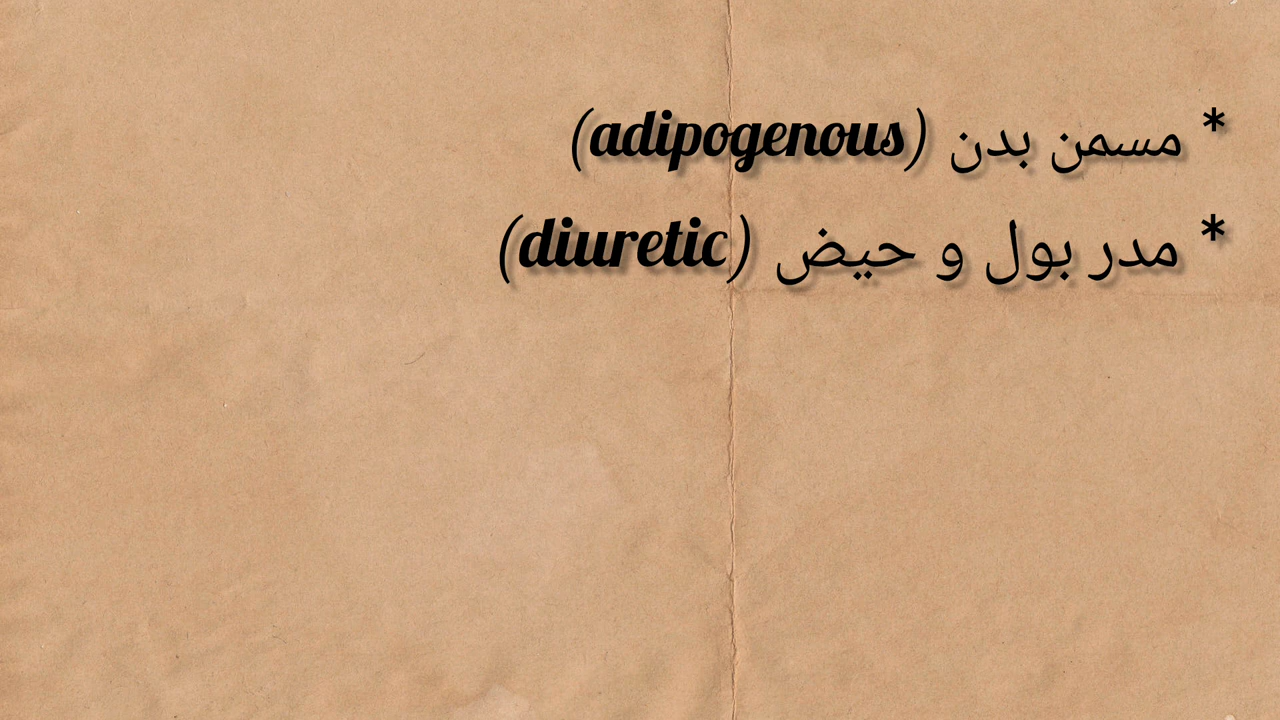 * مسمن بدن (adipogenous)
* مدر بول و حیض (diuretic)